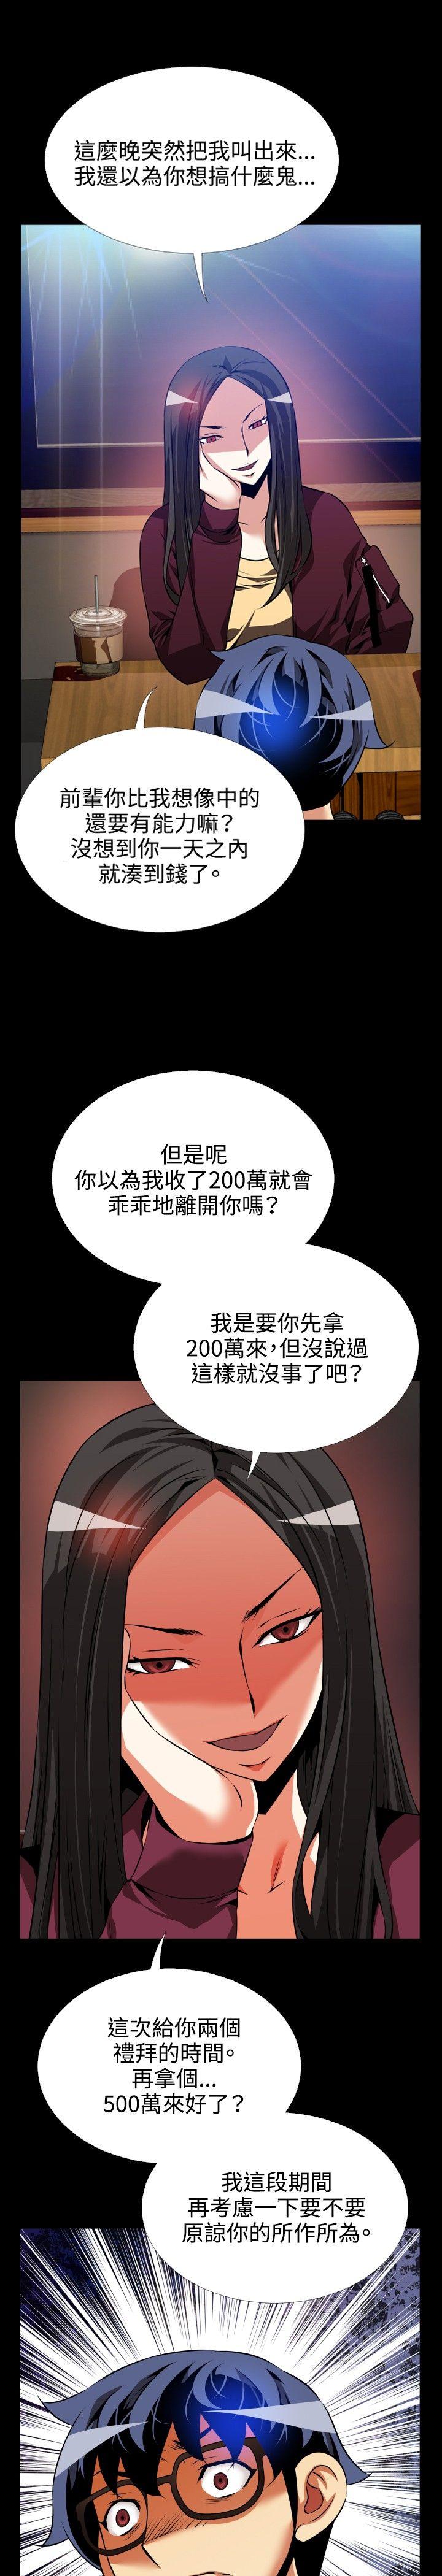 這麼晚突然把我叫出來...
我還以為你想搞什麼鬼...
前輩你比我想像中的
還要有能力嘛?
沒想到你一天之內
就湊到錢了。
但是呢
你以為我收了200萬就會
乖乖地離開你嗎?
我是要你先拿
200萬來,但沒說過
這樣就沒事了吧?
這次給你兩個
禮拜的時間。
再拿個...
500萬來好了?
我這段期間
再考慮一下要不要
原諒你的所作所為。